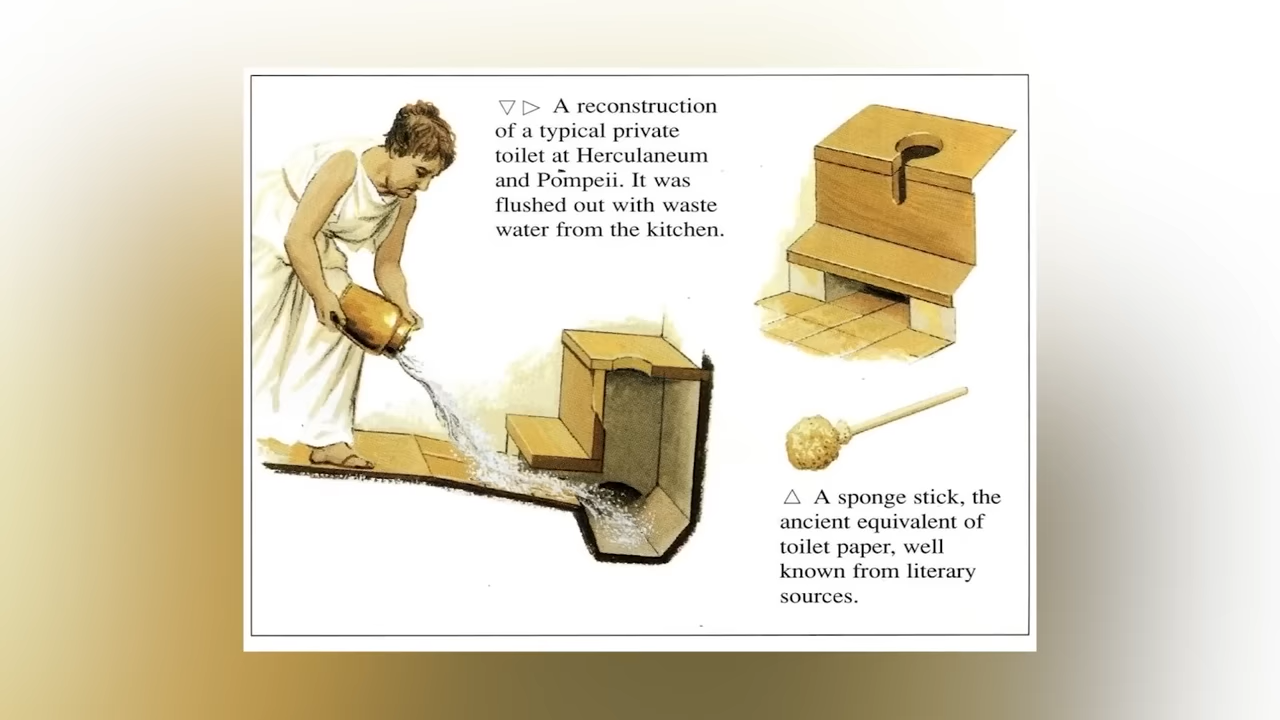 ▽ ▷ A reconstruction
of a typical private
toilet at Herculaneum
and Pompeii. It was
flushed out with waste
water from the kitchen.
△ A sponge stick, the
ancient equivalent of
toilet paper, well
known from literary
sources.